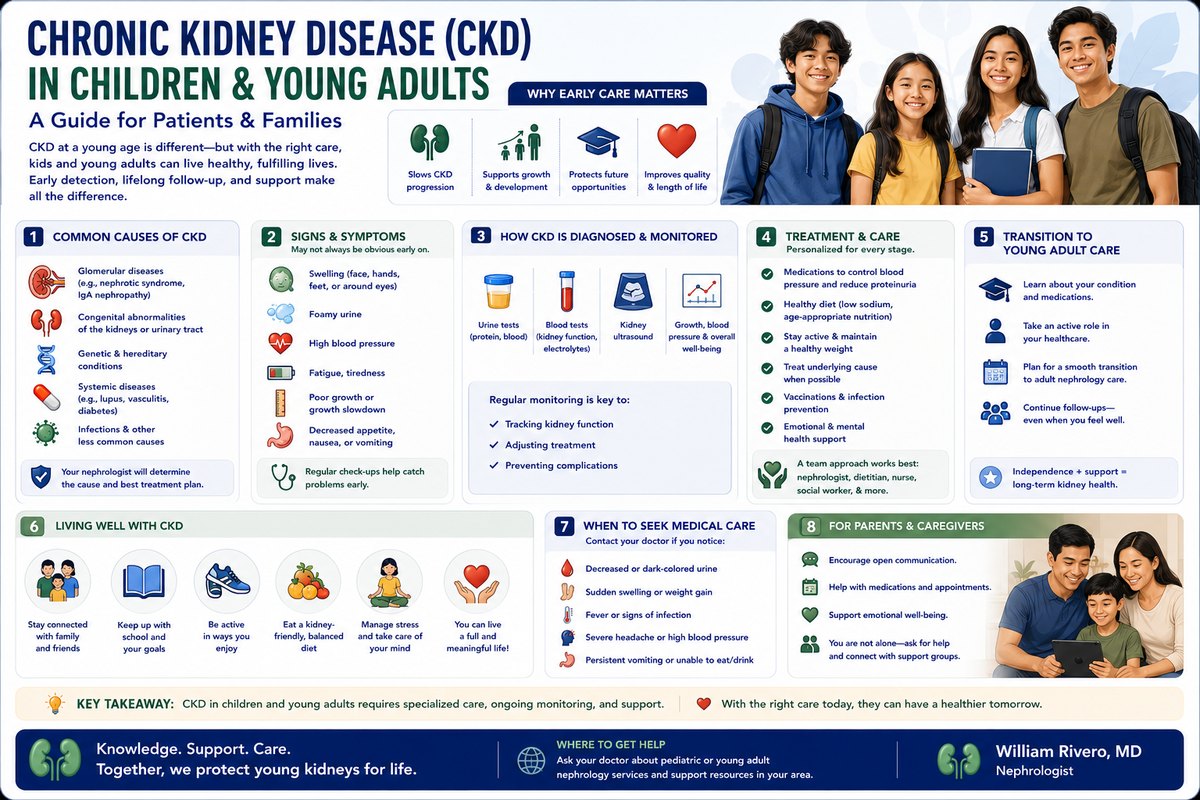 CHRONIC KIDNEY DISEASE (CKD)
IN CHILDREN & YOUNG ADULTS
A Guide for Patients & Families
CKD at a young age is different—but with the right care,
kids and young adults can live healthy, fulfilling lives.
Early detection, lifelong follow-up, and support make
all the difference.
WHY EARLY CARE MATTERS
Slows CKD
progression
Supports growth
& development
Protects future
opportunities
Improves quality
& length of life
1 COMMON CAUSES OF CKD
Glomerular diseases
(e.g., nephrotic syndrome,
IgA nephropathy)
Congenital abnormalities
of the kidneys or urinary tract
Genetic & hereditary
conditions
Systemic diseases
(e.g., lupus, vasculitis,
diabetes)
Infections & other
less common causes
Your nephrologist will determine
the cause and best treatment plan.
2 SIGNS & SYMPTOMS
May not always be obvious early on.
Swelling (face, hands,
feet, or around eyes)
Foamy urine
High blood pressure
Fatigue, tiredness
Poor growth or
growth slowdown
Decreased appetite,
nausea, or vomiting
Regular check-ups help catch
problems early.
3 HOW CKD IS DIAGNOSED & MONITORED
Urine tests
(protein, blood)
Blood tests
(kidney function,
electrolytes)
Kidney
ultrasound
Growth, blood
pressure & overall
well-being
Regular monitoring is key to:
Tracking kidney function
Adjusting treatment
Preventing complications
4 TREATMENT & CARE
Personalized for every stage.
Medications to control blood
pressure and reduce proteinuria
Healthy diet (low sodium,
age-appropriate nutrition)
Stay active & maintain
a healthy weight
Treat underlying cause
when possible
Vaccinations & infection
prevention
Emotional & mental
health support
A team approach works best:
nephrologist, dietitian, nurse,
social worker, & more.
5 TRANSITION TO
YOUNG ADULT CARE
Learn about your condition
and medications.
Take an active role in
your healthcare.
Plan for a smooth transition
to adult nephrology care.
Continue follow-ups—
even when you feel well.
Independence + support =
long-term kidney health.
6 LIVING WELL WITH CKD
Stay connected
with family
and friends
Keep up with
school and
your goals
Be active
in ways you
enjoy
Eat a kidney-
friendly, balanced
diet
Manage stress
and take care of
your mind
You can live
a full and
meaningful life!
7 WHEN TO SEEK MEDICAL CARE
Contact your doctor if you notice:
Decreased or dark-colored urine
Sudden swelling or weight gain
Fever or signs of infection
Severe headache or high blood pressure
Persistent vomiting or unable to eat/drink
8 FOR PARENTS & CAREGIVERS
Encourage open communication.
Help with medications and appointments.
Support emotional well-being.
You are not alone—ask for help
and connect with support groups.
KEY TAKEAWAY: CKD in children and young adults requires specialized care, ongoing monitoring, and support.
With the right care today, they can have a healthier tomorrow.
Knowledge. Support. Care.
Together, we protect young kidneys for life.
WHERE TO GET HELP
Ask your doctor about pediatric or young adult
nephrology services and support resources in your area.
William Rivero, MD
Nephrologist